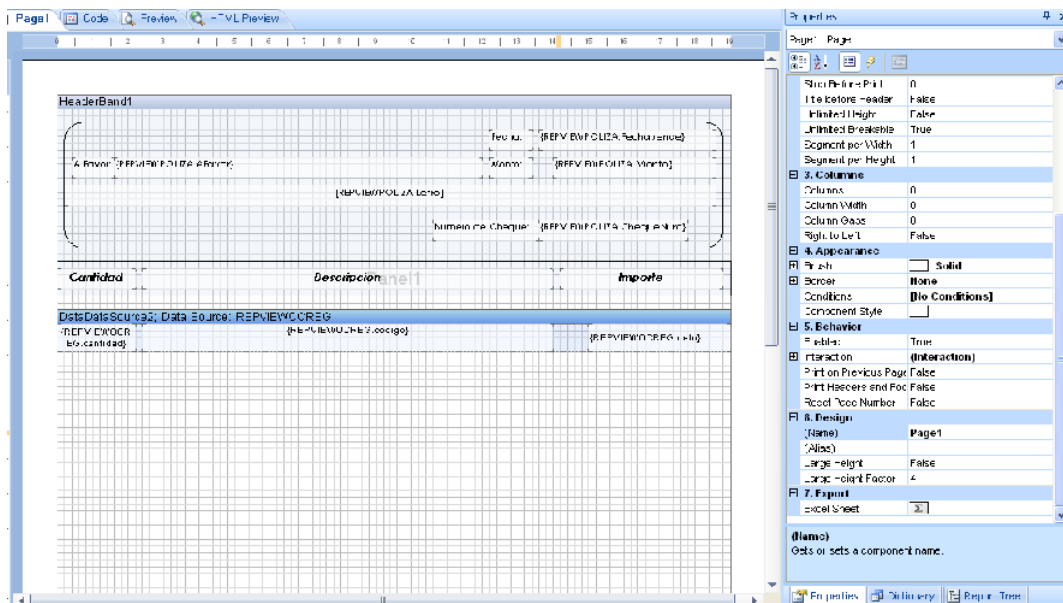 Page1 Code Preview HTML Preview
Properties
Page1 Page
HeaderBand1
Fecha: {REPVIEWPOLIZA.Fecha
A Favor: {REPVIEWPOLIZA.aFavor}
Monto: {REPVIEWPOLIZA.Monto}
Numero de Cheque: {REPVIEWPOLIZA.ChequeNum}
Cantidad Descripción Importe
Panel1
DataDataSource2; Data Source: REPVIEWOCREG
{REPVIEWOCR
EG.cantidad}
{REPVIEWOCREG.codigo}
Stop Before Print 0
Title Before Header False
Unlimited Height False
Unlimited Breakable True
Segment per Width 1
Segment per Height 1
3. Columns
Columns 0
Column Width 0
Column Gaps 0
Right to Left False
4. Appearance
Brush Solid
Border None
Conditions [No Conditions]
Component Style
5. Behavior
Enabled True
Interaction (Interaction)
Print on Previous Page False
Print Headers and Foo False
Reset Page Number False
6. Design
(Name) Page1
(Alias)
Large Height False
Large Height Factor 4
7. Export
Excel Sheet
(Name)
Gets or sets a component name.
Properties Dictionary Report Tree